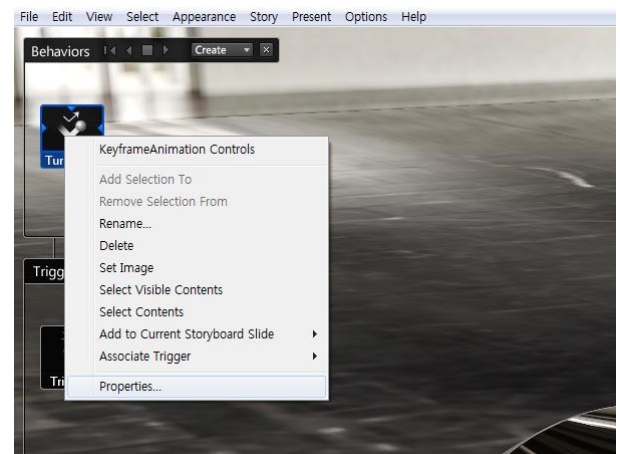 File Edit View Select Appearance Story Present Options Help
Behaviors Create
Tur
KeyframeAnimation Controls
Add Selection To
Remove Selection From
Rename...
Delete
Set Image
Select Visible Contents
Select Contents
Add to Current Storyboard Slide
Associate Trigger
Properties...
Trigg
Tri